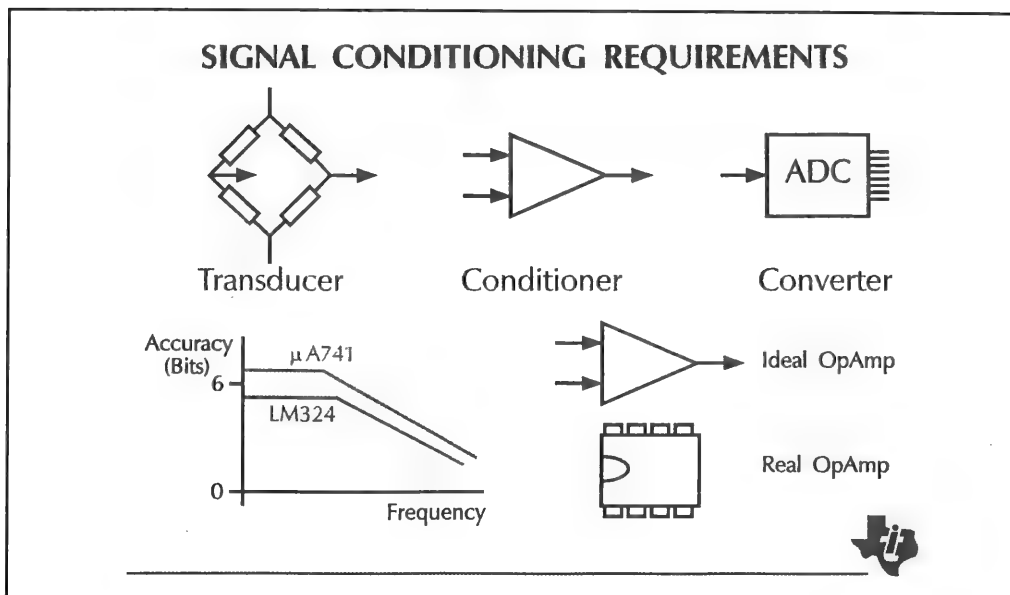 SIGNAL CONDITIONING REQUIREMENTS
ADC
Transducer
Conditioner
Converter
Accuracy
(Bits)
μA741
6
LM324
0
Frequency
Ideal OpAmp
Real OpAmp